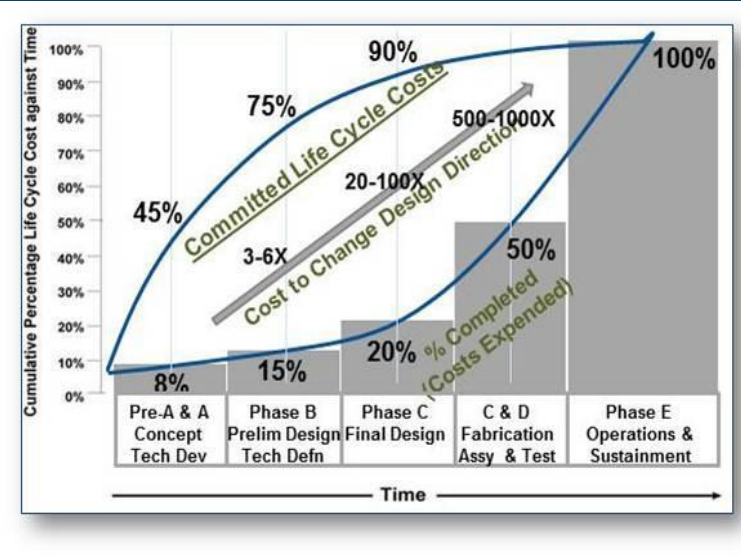 Cumulative Percentage Life Cycle Cost against Time
100%
90%
80%
70%
60%
50%
40%
30%
20%
10%
0%
45%
75%
90%
100%
Committed Life Cycle Costs
3-6X
20-100X
500-1000X
Cost to Change Design Direction
8%
15%
20%
50%
% Completed
(Costs Expended)
Pre-A & A
Concept
Tech Dev
Phase B
Prelim Design
Tech Defn
Phase C
Final Design
C & D
Fabrication
Assy & Test
Phase E
Operations &
Sustainment
Time